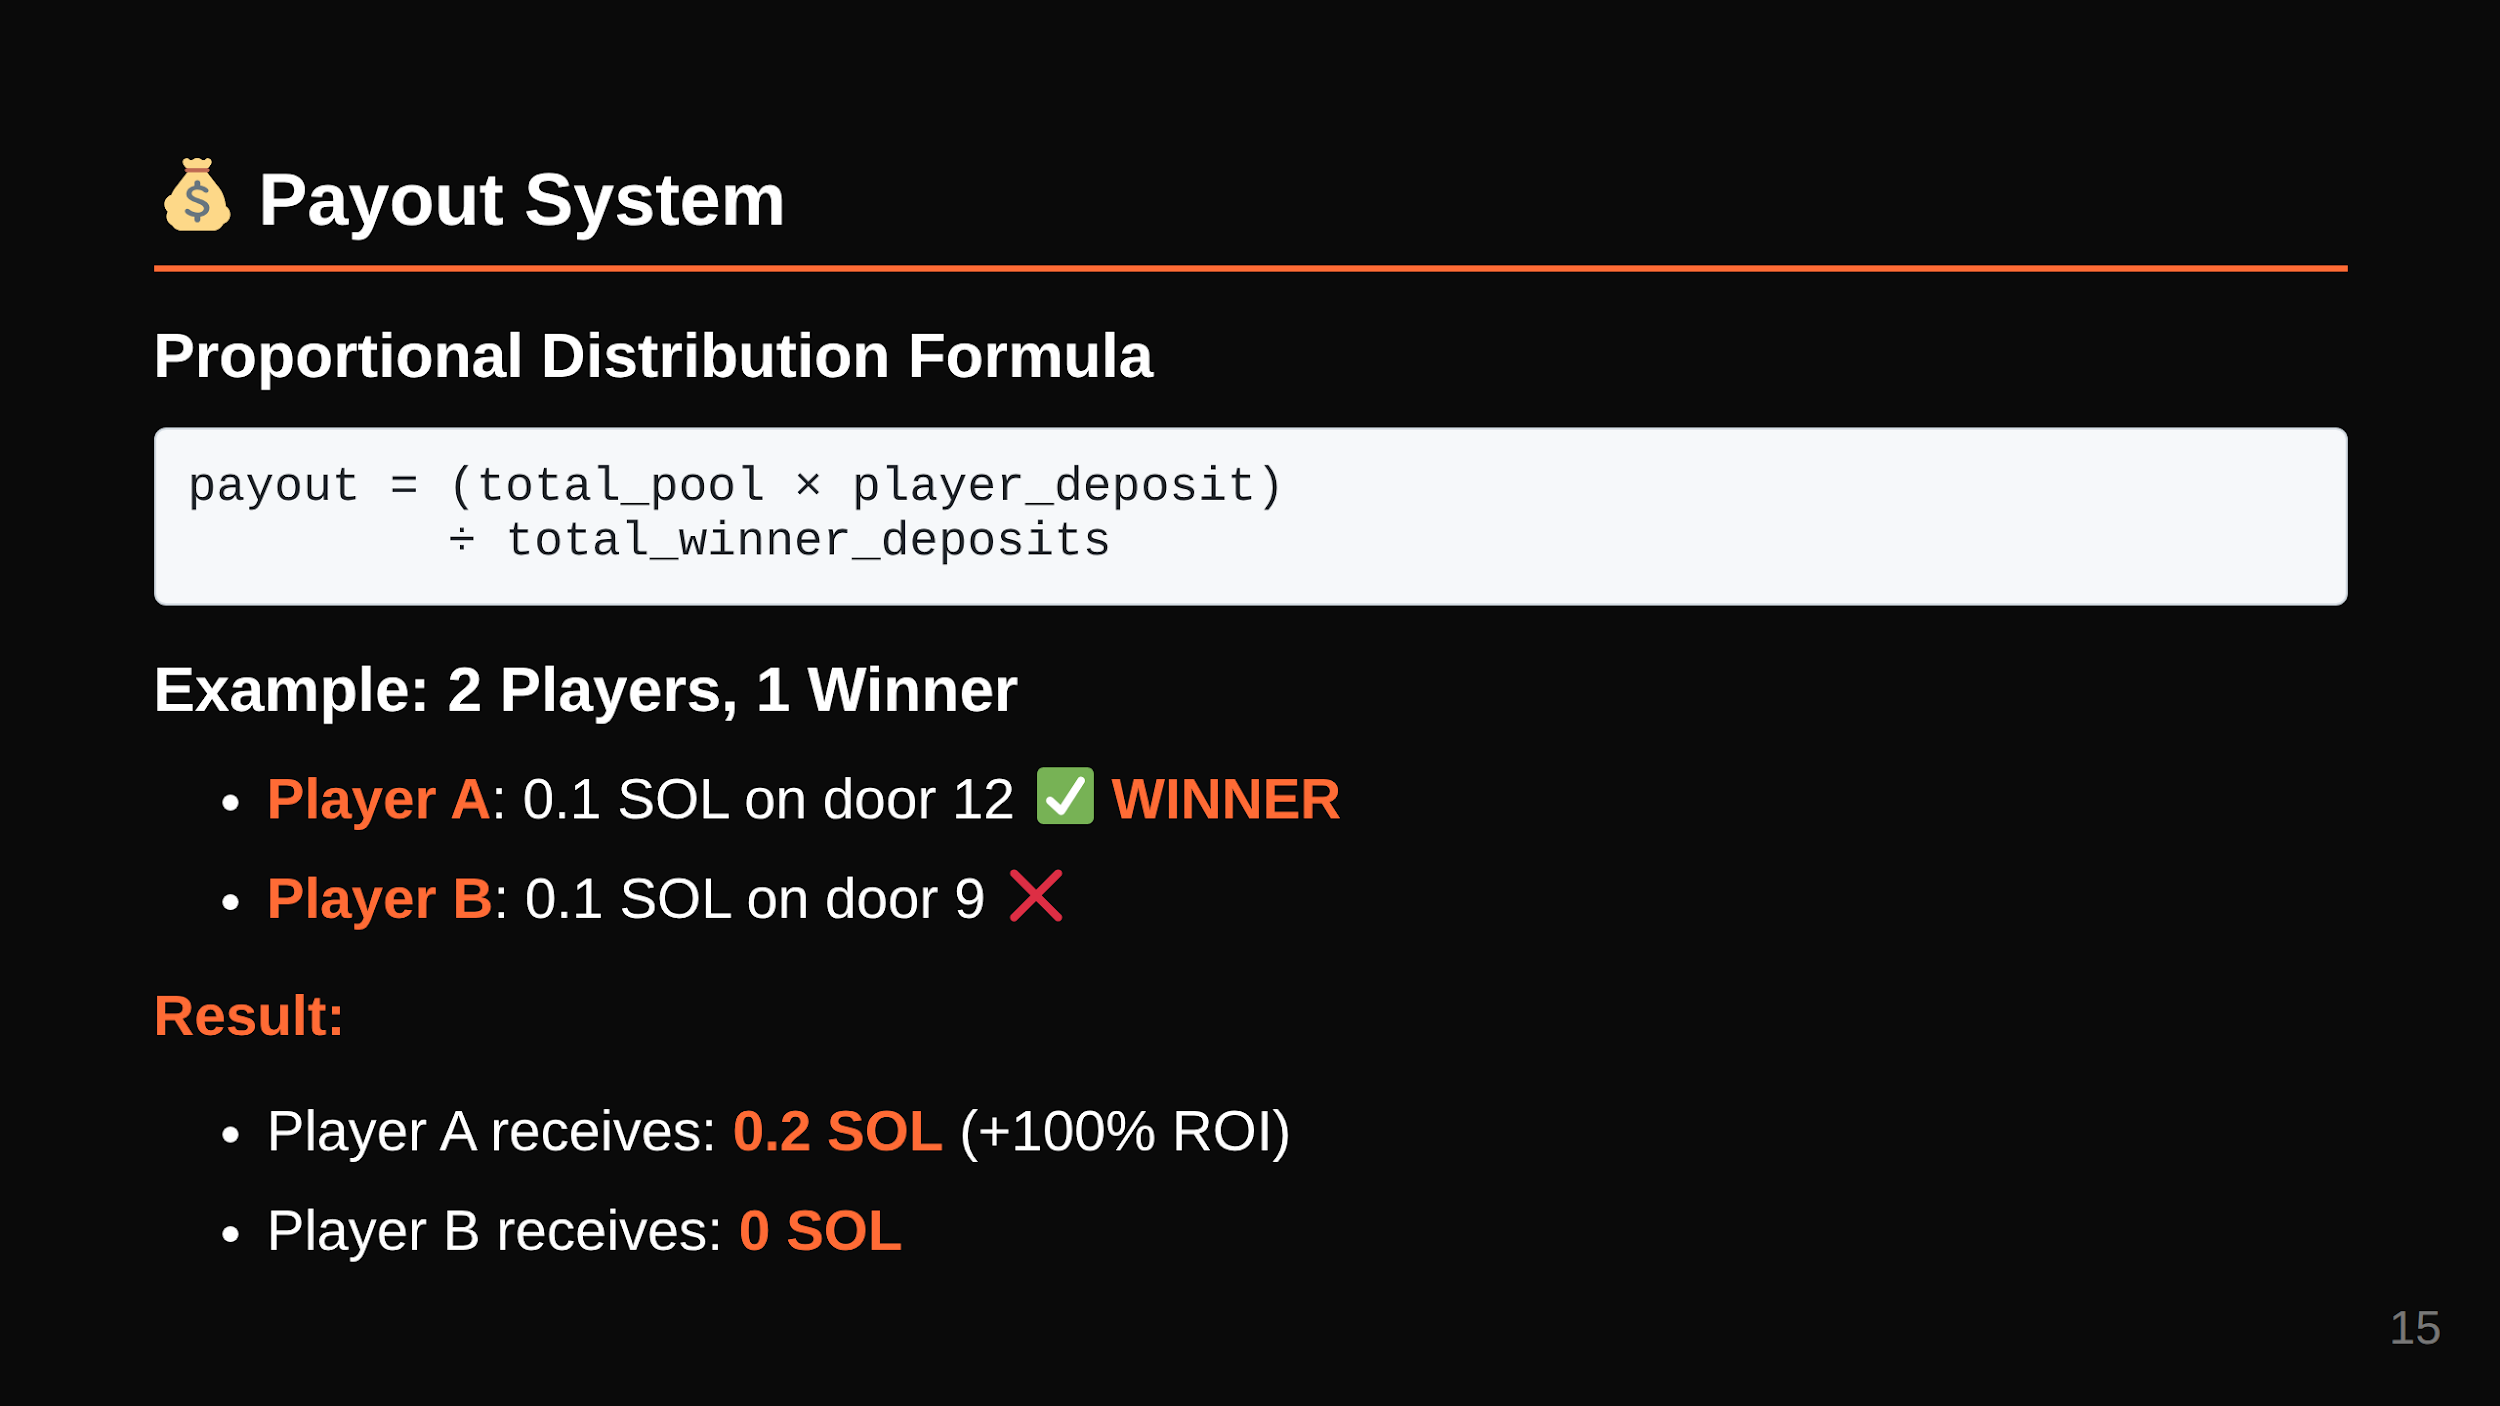 Payout System
Proportional Distribution Formula
payout = (total_pool × player_deposit)
÷ total_winner_deposits
Example: 2 Players, 1 Winner
• Player A: 0.1 SOL on door 12 ✅ WINNER
• Player B: 0.1 SOL on door 9 ❌
Result:
• Player A receives: 0.2 SOL (+100% ROI)
• Player B receives: 0 SOL
15